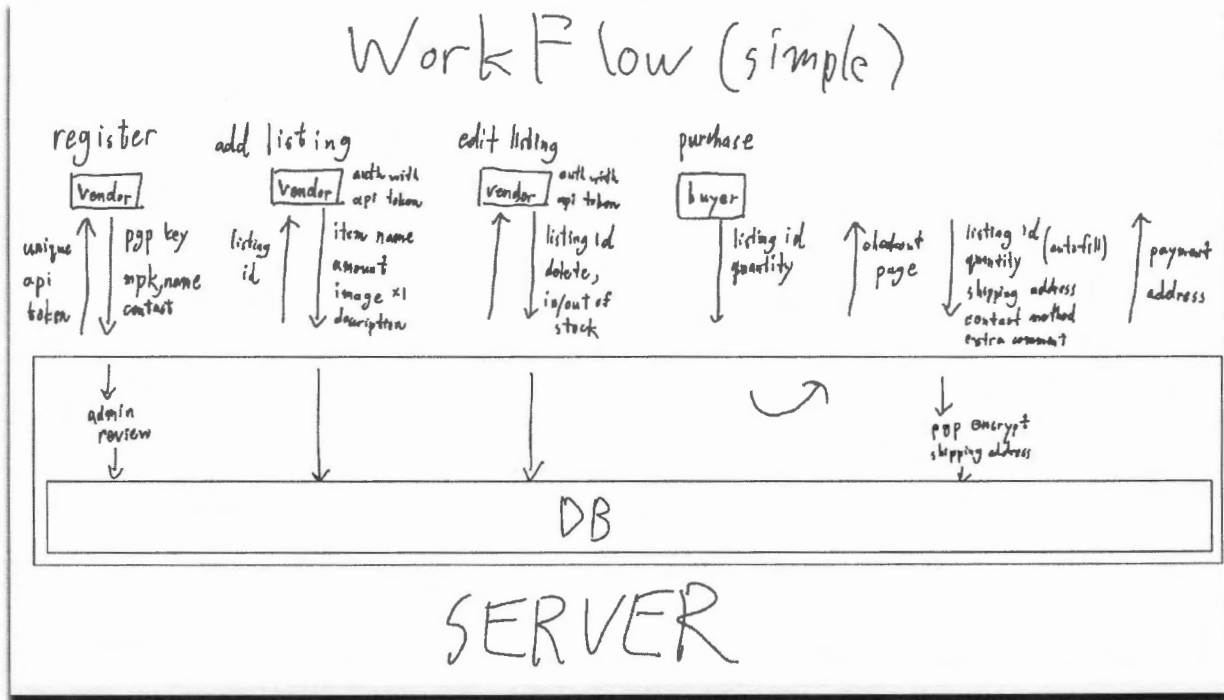 WorkFlow (simple)
register
vendor
unique
api
token
pgp key
mpk, name
contact
add listing
vendor
auth with
api token
listing
id
item name
amount
image x1
description
edit listing
vendor
auth with
api token
listing id
delete,
in/out of
stock
purchase
buyer
listing id
quantity
checkout
page
listing id (autofill)
quantity
shipping address
contact method
extra comment
payment
address
admin
review
pgp encrypt
shipping address
DB
SERVER